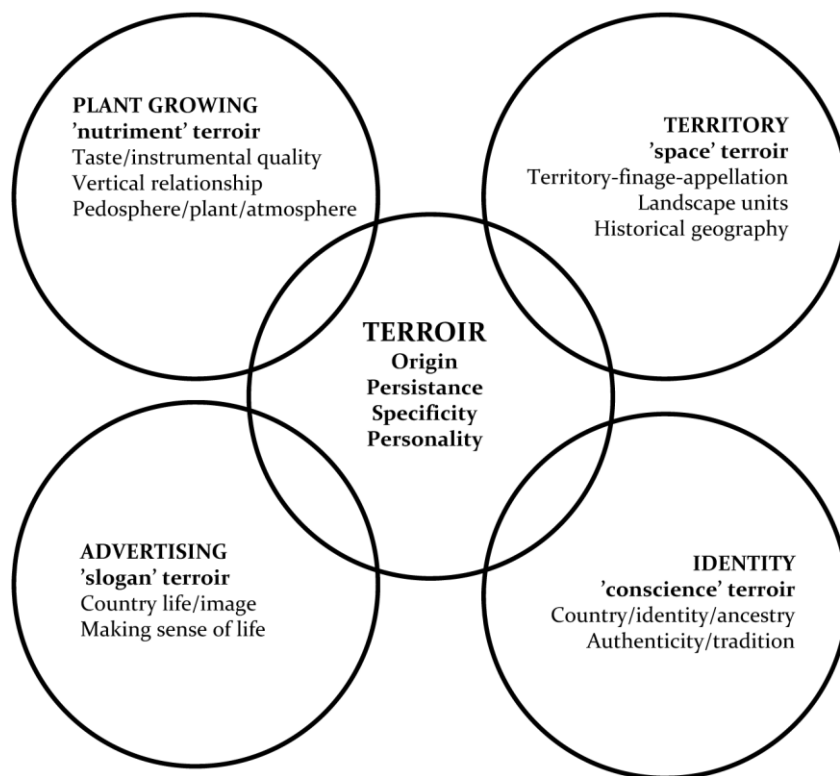 PLANT GROWING
’nutriment’ terroir
Taste/instrumental quality
Vertical relationship
Pedosphere/plant/atmosphere
TERRITORY
’space’ terroir
Territory-finage-appellation
Landscape units
Historical geography
TERROIR
Origin
Persistance
Specificity
Personality
ADVERTISING
’slogan’ terroir
Country life/image
Making sense of life
IDENTITY
’conscience’ terroir
Country/identity/ancestry
Authenticity/tradition